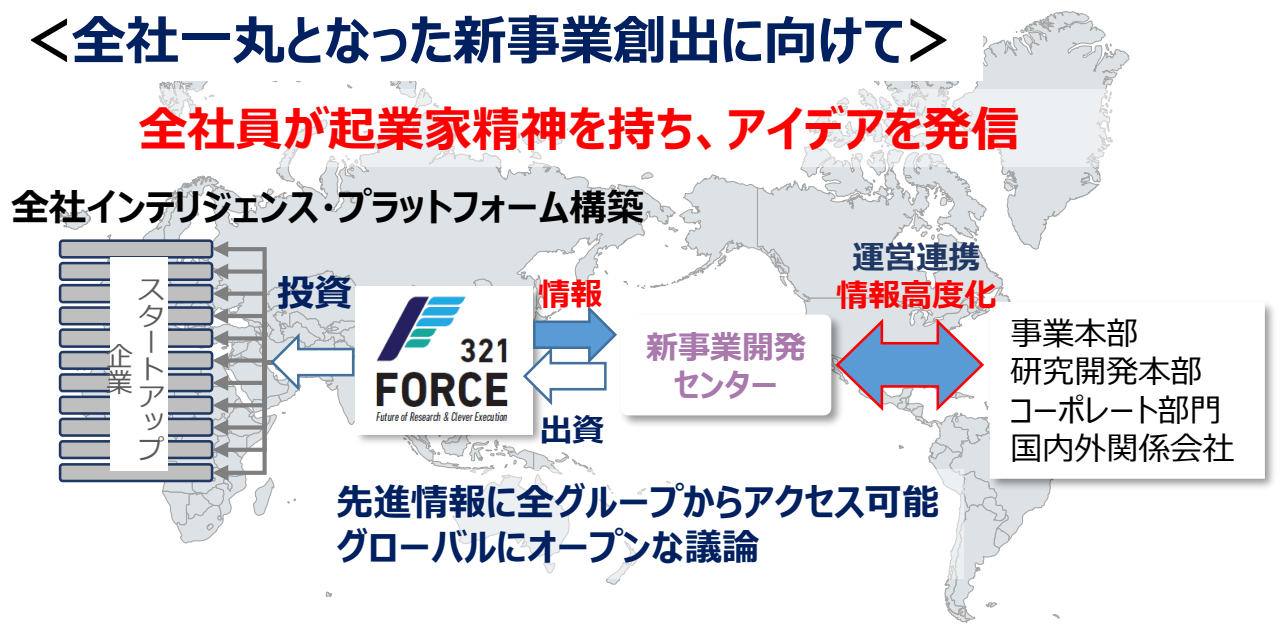 ＜全社一丸となった新事業創出に向けて＞
全社員が起業家精神を持ち、アイデアを発信
全社インテリジェンス・プラットフォーム構築
スタートアップ
企業
投資
321
FORCE
Future of Research & Clever Execution
情報
出資
新事業開発
センター
運営連携
情報高度化
事業本部
研究開発本部
コーポレート部門
国内外関係会社
先進情報に全グループからアクセス可能
グローバルにオープンな議論